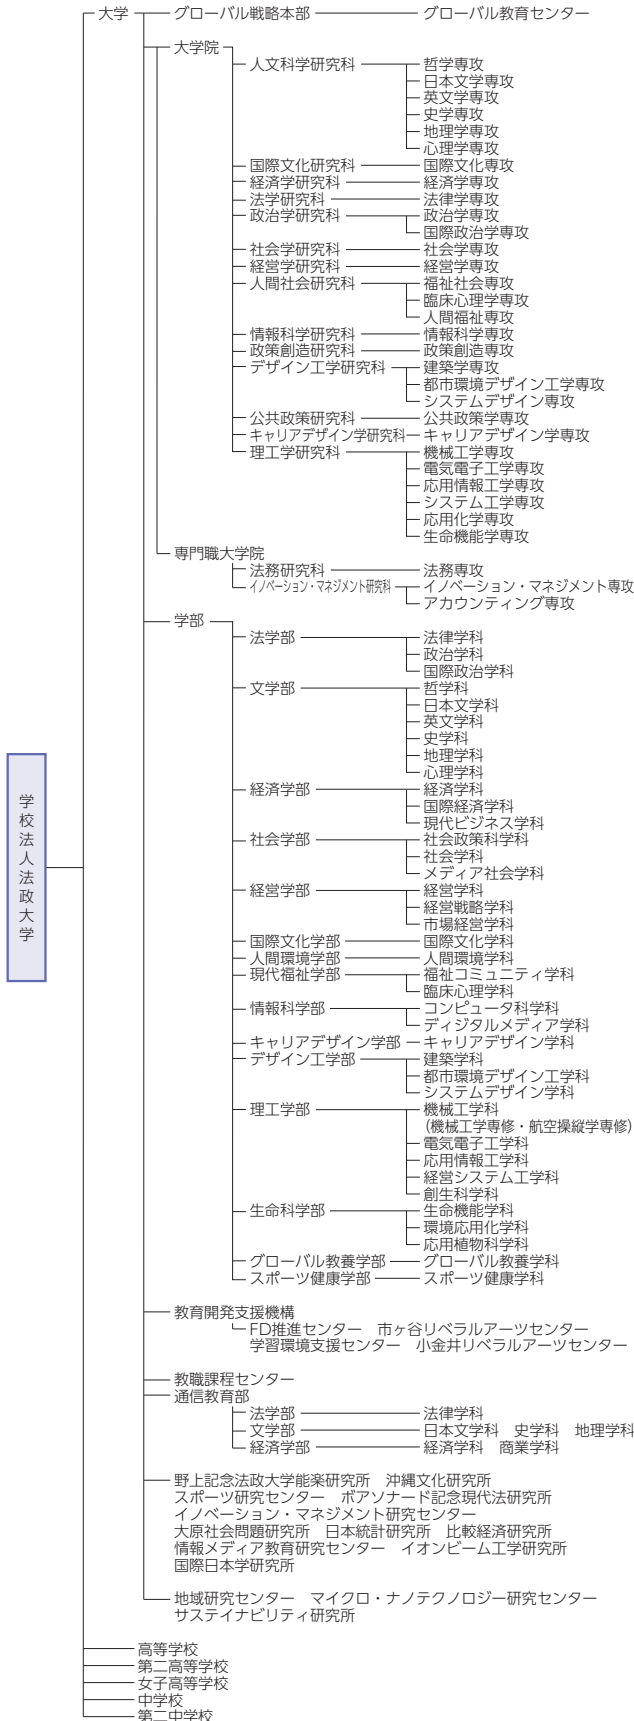 大学 グローバル戦略本部 グローバル教育センター
大学院
人文科学研究科 哲学専攻
日本文学専攻
英文学専攻
史学専攻
地理学専攻
心理学専攻
国際文化研究科 国際文化専攻
経済学研究科 経済学専攻
法学研究科 法律学専攻
政治学研究科 政治学専攻
国際政治学専攻
社会学研究科 社会学専攻
経営学研究科 経営学専攻
人間社会研究科 福祉社会専攻
臨床心理学専攻
人間福祉専攻
情報科学研究科 情報科学専攻
政策創造研究科 政策創造専攻
デザイン工学研究科 建築学専攻
都市環境デザイン工学専攻
システムデザイン専攻
公共政策研究科 公共政策学専攻
キャリアデザイン学研究科 キャリアデザイン学専攻
理工学研究科 機械工学専攻
電気電子工学専攻
応用情報工学専攻
システム工学専攻
応用化学専攻
生命機能学専攻
専門職大学院
法務研究科 法務専攻
イノベーション・マネジメント研究科 イノベーション・マネジメント専攻
アカウンティング専攻
学部
法学部 法律学科
政治学科
国際政治学科
文学部 哲学科
日本文学科
英文学科
史学科
地理学科
心理学科
経済学部 経済学科
国際経済学科
現代ビジネス学科
社会学部 社会政策科学科
社会学科
メディア社会学科
経営学部 経営学科
経営戦略学科
市場経営学科
国際文化学部 国際文化学科
人間環境学部 人間環境学科
現代福祉学部 福祉コミュニティ学科
臨床心理学科
情報科学部 コンピュータ科学科
ディジタルメディア学科
キャリアデザイン学部 キャリアデザイン学科
デザイン工学部 建築学科
都市環境デザイン工学科
システムデザイン学科
理工学部 機械工学科
(機械工学専修・航空操縦学専修)
電気電子工学科
応用情報工学科
経営システム工学科
創生科学科
生命科学部 生命機能学科
環境応用化学科
応用植物科学科
グローバル教養学部 グローバル教養学科
スポーツ健康学部 スポーツ健康学科
学校法人法政大学
教育開発支援機構
FD推進センター 市ヶ谷リベラルアーツセンター
学習環境支援センター 小金井リベラルアーツセンター
教職課程センター
通信教育部
法学部 法律学科
文学部 日本文学科 史学科 地理学科
経済学部 経済学科 商業学科
野上記念法政大学能楽研究所 沖縄文化研究所
スポーツ研究センター ボアソナード記念現代法研究所
イノベーション・マネジメント研究センター
大原社会問題研究所 日本統計研究所 比較経済研究所
情報メディア教育研究センター イオンビーム工学研究所
国際日本学研究所
地域研究センター マイクロ・ナノテクノロジー研究センター
サステイナビリティ研究所
高等学校
第二高等学校
女子高等学校
中学校
第二中学校